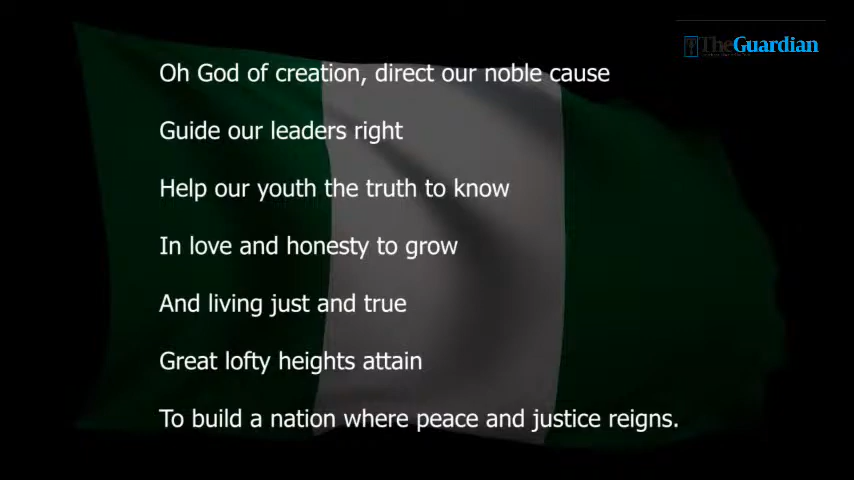 TheGuardian
Oh God of creation, direct our noble cause
Guide our leaders right
Help our youth the truth to know
In love and honesty to grow
And living just and true
Great lofty heights attain
To build a nation where peace and justice reigns.